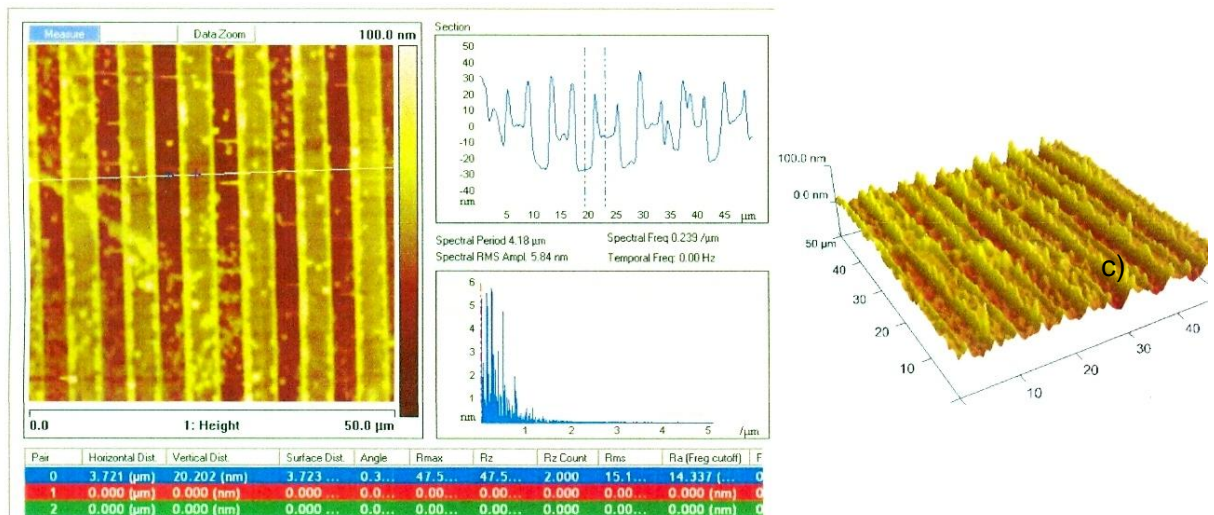 Measure Data Zoom 100.0 nm
0.0 1: Height 50.0 µm
Section
50
40
30
20
10
0
-10
-20
-30
-40
nm
5 10 15 20 25 30 35 40 45 µm
Spectral Period 4.18 µm Spectral Freq 0.239 /µm
Spectral RMS Ampl. 5.84 nm Temporal Freq: 0.00 Hz
6
5
4
3
2
1
nm
1 2 3 4 5 /µm
100.0 nm
0.0 nm
50 µm
40
30
20
10
c)
10 20 30 40
Pair Horizontal Dist. Vertical Dist. Surface Dist. Angle Rmax Rz Rz Count Rms Ra (Freq cutoff) F
0 3.721 (µm) 20.202 (nm) 3.723 ... 0.3... 47.5... 47.5... 2.000 15.1... 14.337 (... 0
1 0.000 (µm) 0.000 (nm) 0.000 ... 0.0... 0.00... 0.00... 0.000 0.00... 0.000 (nm) 0
2 0.000 (µm) 0.000 (nm) 0.000 ... 0.0... 0.00... 0.00... 0.000 0.00... 0.000 (nm) 0